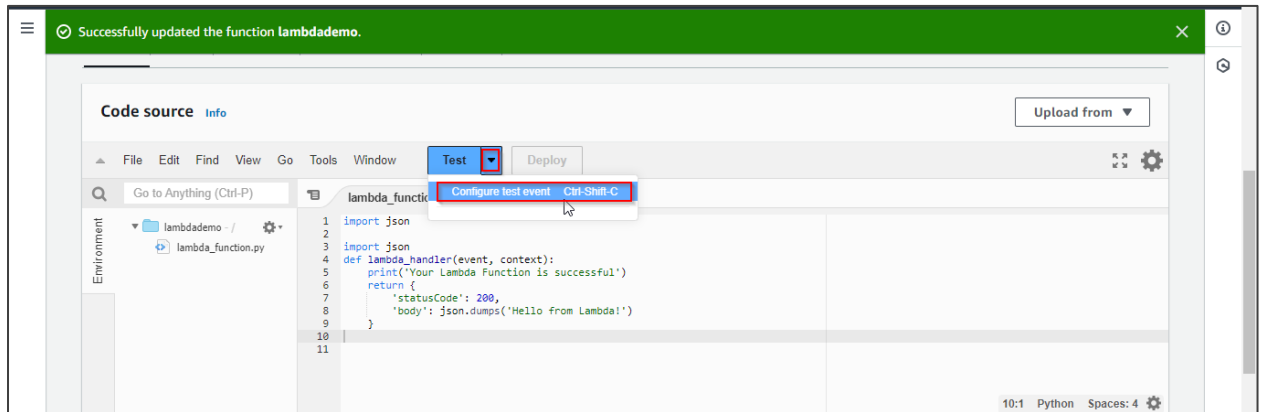 Successfully updated the function lambdademo.
Code source Info
Upload from
File Edit Find View Go Tools Window Test Deploy
Go to Anything (Ctrl-P)
lambda_functi
Configure test event Ctrl-Shift-C
Environment
lambdademo - /
lambda_function.py
1 import json
2
3 import json
4 def lambda_handler(event, context):
5     print('Your Lambda Function is successful')
6     return {
7         'statusCode': 200,
8         'body': json.dumps('Hello from Lambda!')
9     }
10
11
10:1 Python Spaces: 4